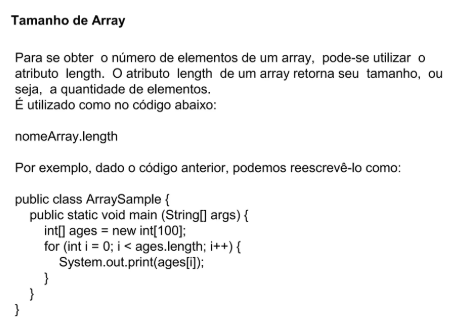 Tamanho de Array
Para se obter o número de elementos de um array, pode-se utilizar o
atributo length. O atributo length de um array retorna seu tamanho, ou
seja, a quantidade de elementos.
É utilizado como no código abaixo:
nomeArray.length
Por exemplo, dado o código anterior, podemos reescrevê-lo como:
public class ArraySample {
public static void main (String[] args) {
int[] ages = new int[100];
for (int i = 0; i < ages.length; i++) {
System.out.print(ages[i]);
}
}
}